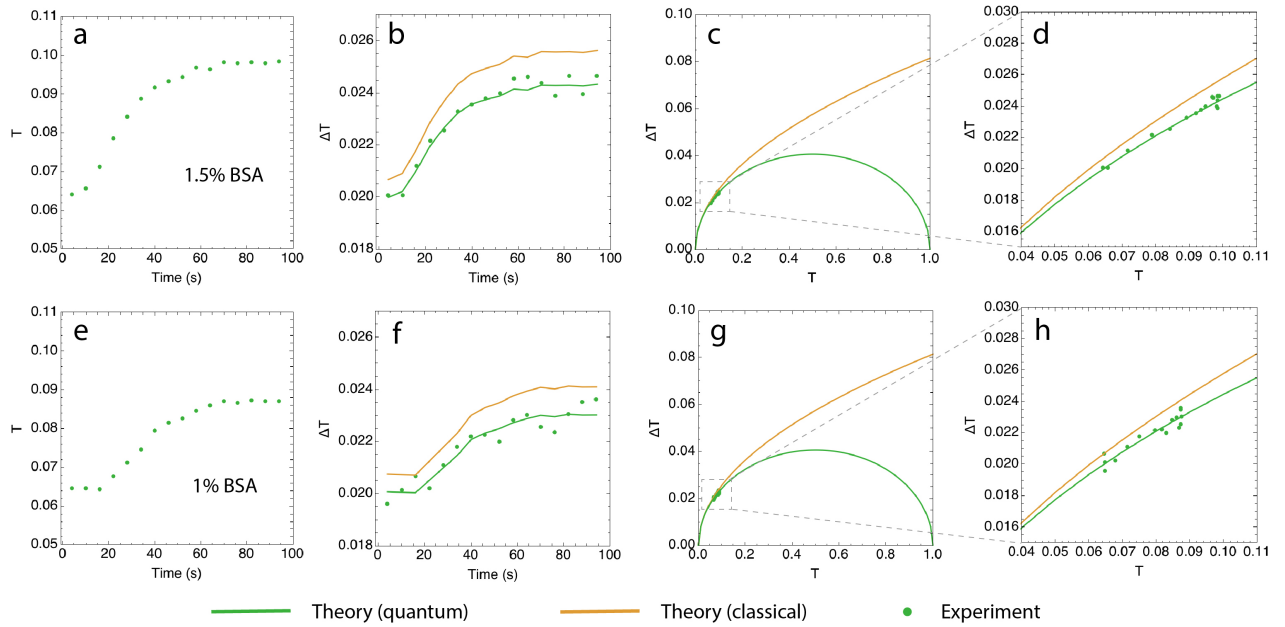 a
0.11
0.10
0.09
0.08
0.07
0.06
0.05
T
1.5% BSA
0 20 40 60 80 100
Time (s)
b
0.026
0.024
0.022
0.020
0.018
ΔT
0 20 40 60 80 100
Time (s)
c
0.10
0.08
0.06
0.04
0.02
0.00
ΔT
0.0 0.2 0.4 0.6 0.8 1.0
T
d
0.030
0.028
0.026
0.024
0.022
0.020
0.018
0.016
ΔT
0.04 0.05 0.06 0.07 0.08 0.09 0.10 0.11
T
e
0.11
0.10
0.09
0.08
0.07
0.06
0.05
T
1% BSA
0 20 40 60 80 100
Time (s)
f
0.026
0.024
0.022
0.020
0.018
ΔT
0 20 40 60 80 100
Time (s)
g
0.10
0.08
0.06
0.04
0.02
0.00
ΔT
0.0 0.2 0.4 0.6 0.8 1.0
T
h
0.030
0.028
0.026
0.024
0.022
0.020
0.018
0.016
ΔT
0.04 0.05 0.06 0.07 0.08 0.09 0.10 0.11
T
Theory (quantum) Theory (classical) Experiment